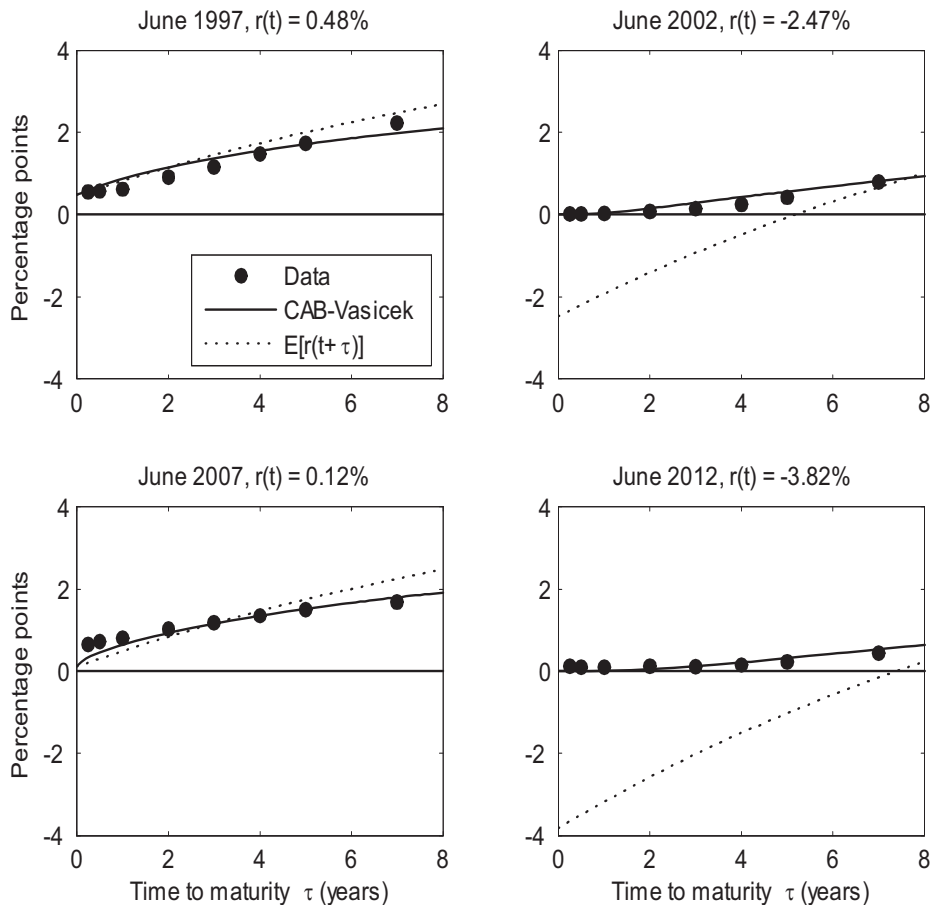 June 1997, r(t) = 0.48%
4
2
0
-2
-4
0 2 4 6 8
Percentage points
Data
CAB-Vasicek
E[r(t+ τ)]
June 2002, r(t) = -2.47%
4
2
0
-2
-4
0 2 4 6 8
June 2007, r(t) = 0.12%
4
2
0
-2
-4
0 2 4 6 8
Percentage points
Time to maturity τ (years)
June 2012, r(t) = -3.82%
4
2
0
-2
-4
0 2 4 6 8
Time to maturity τ (years)